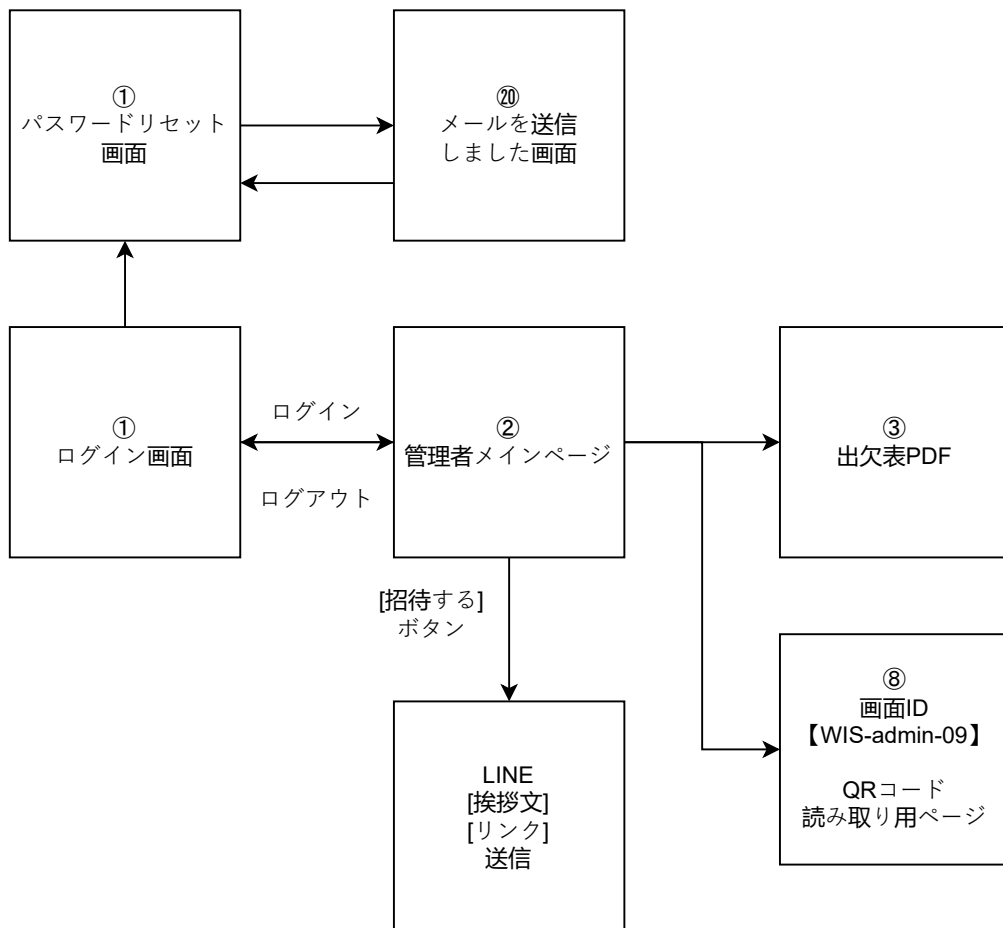 ①
パスワードリセット
画面
⑳
メールを送信
しました画面
①
ログイン画面
ログイン
ログアウト
②
管理者メインページ
③
出欠表PDF
[招待する]
ボタン
LINE
[挨拶文]
[リンク]
送信
⑧
画面ID
【WIS-admin-09】
QRコード
読み取り用ページ